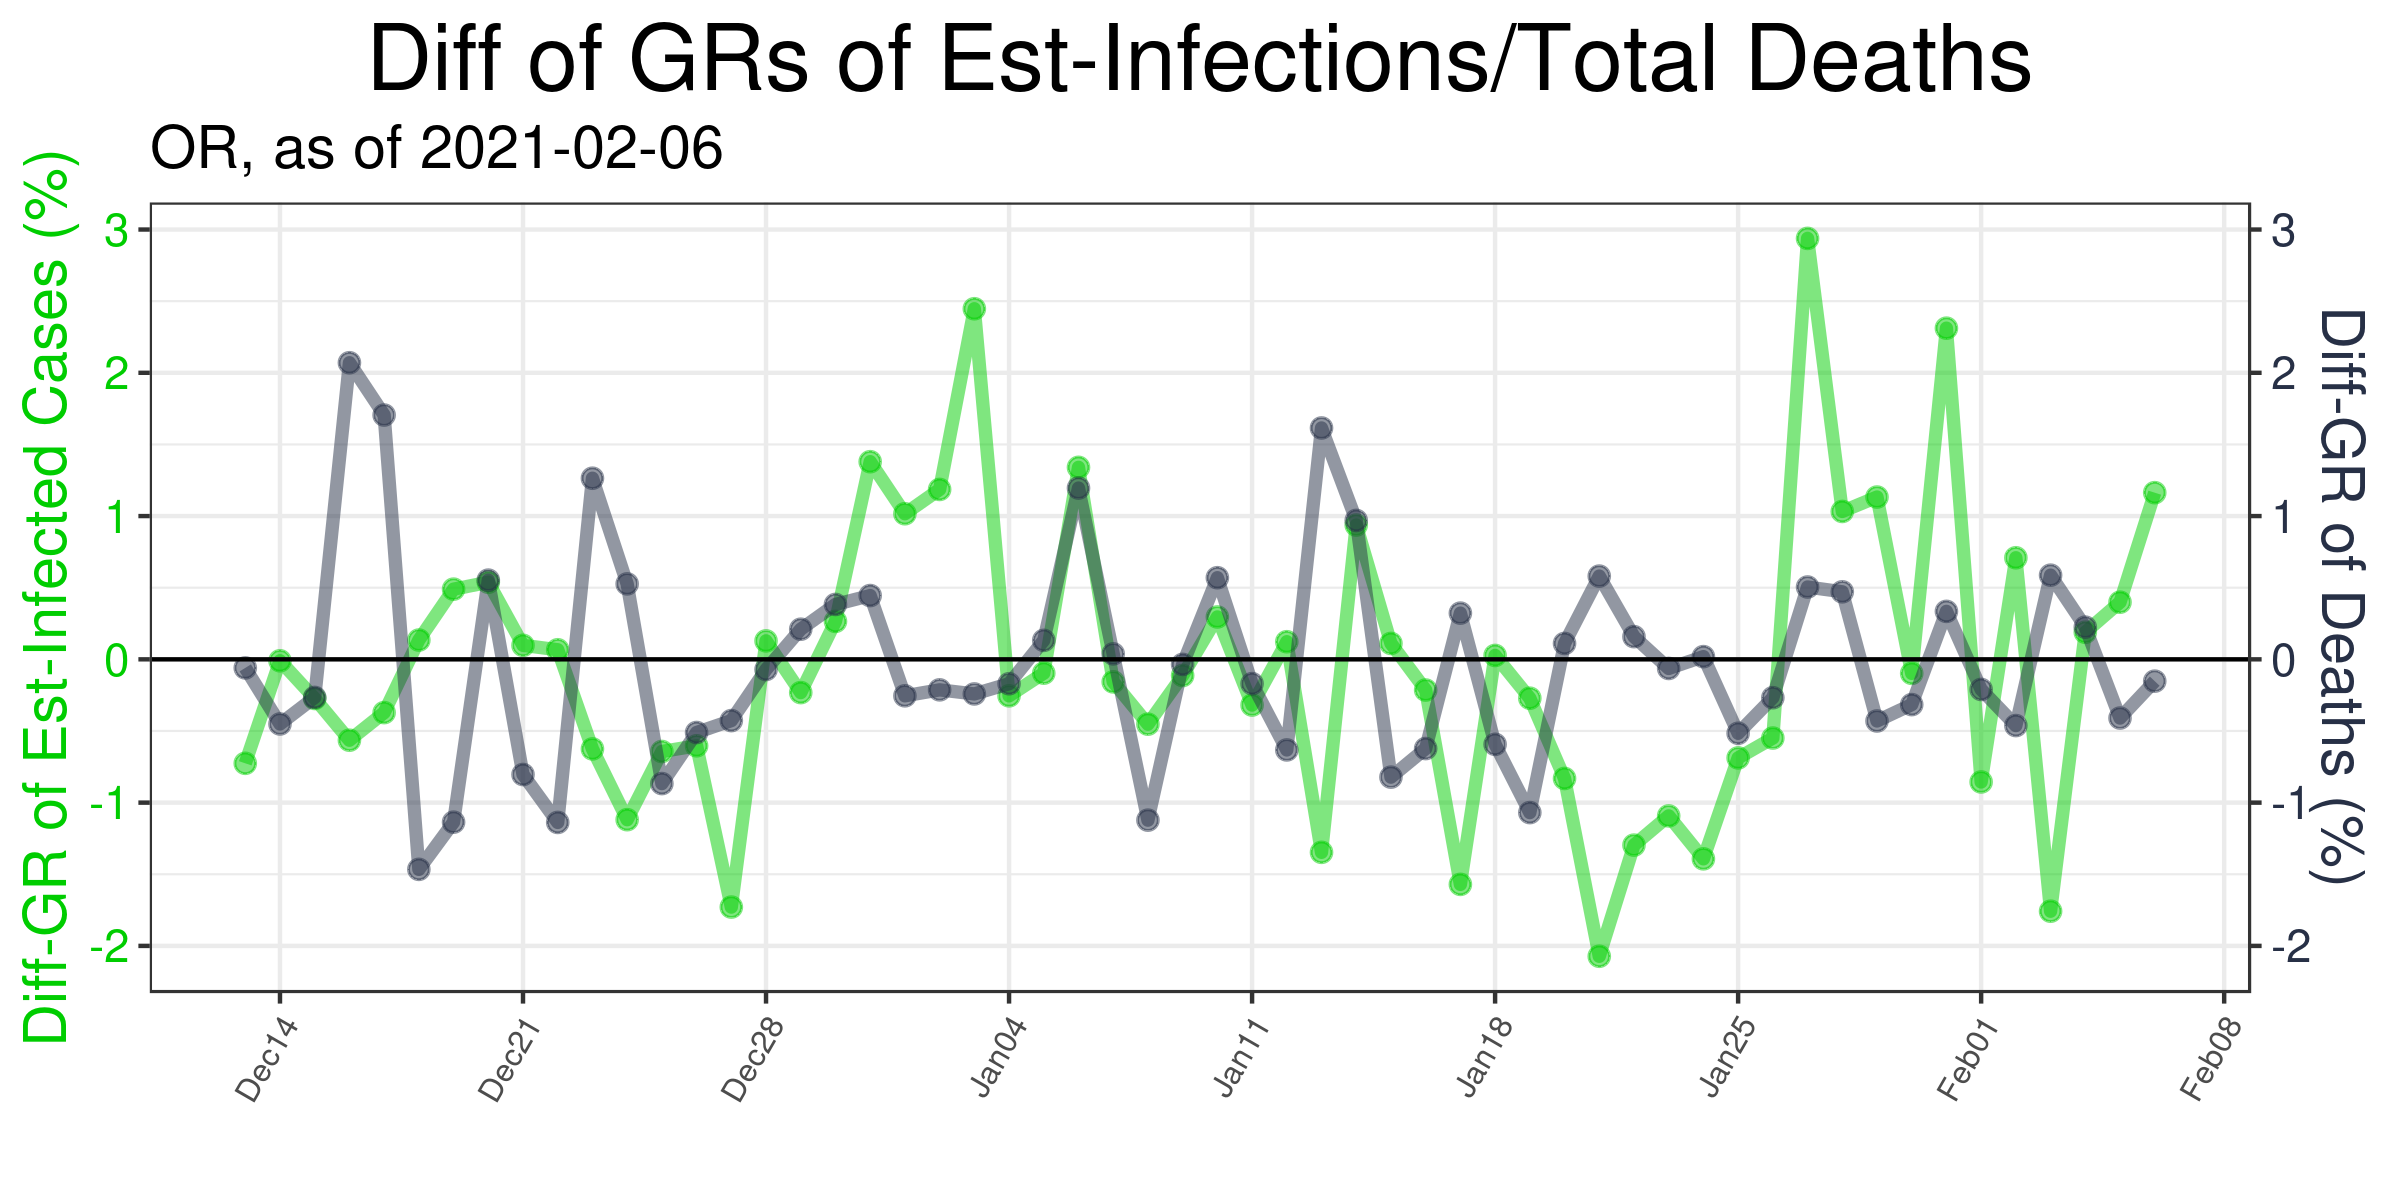 Diff of GRs of Est-Infections/Total Deaths
OR, as of 2021-02-06
Diff-GR of Est-Infected Cases (%)
3
2
1
0
-1
-2
3
2
1
0
-1
-2
Diff-GR of Deaths (%)
Dec14
Dec21
Dec28
Jan04
Jan11
Jan18
Jan25
Feb01
Feb08